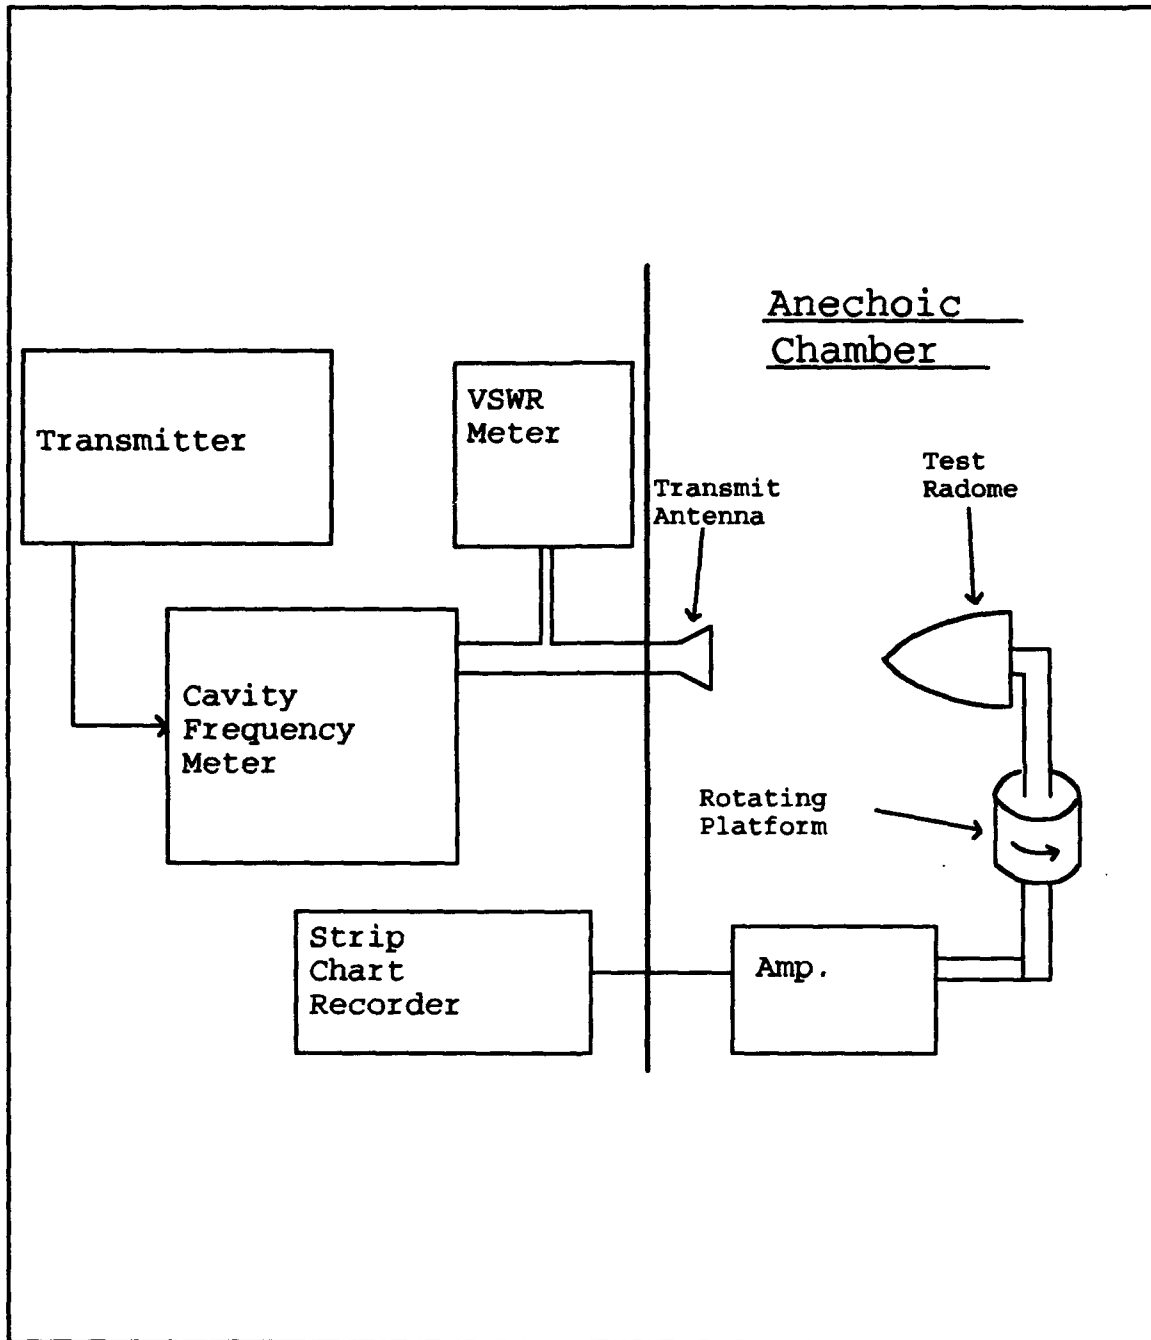 Anechoic
Chamber
Transmitter
VSWR
Meter
Transmit
Antenna
Test
Radome
Cavity
Frequency
Meter
Rotating
Platform
Strip
Chart
Recorder
Amp.